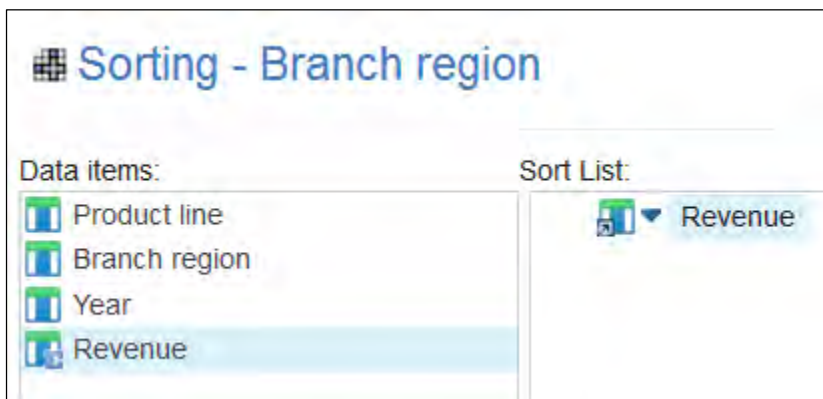 Sorting - Branch region
Data items:
Sort List:
Product line
Revenue
Branch region
Year
Revenue